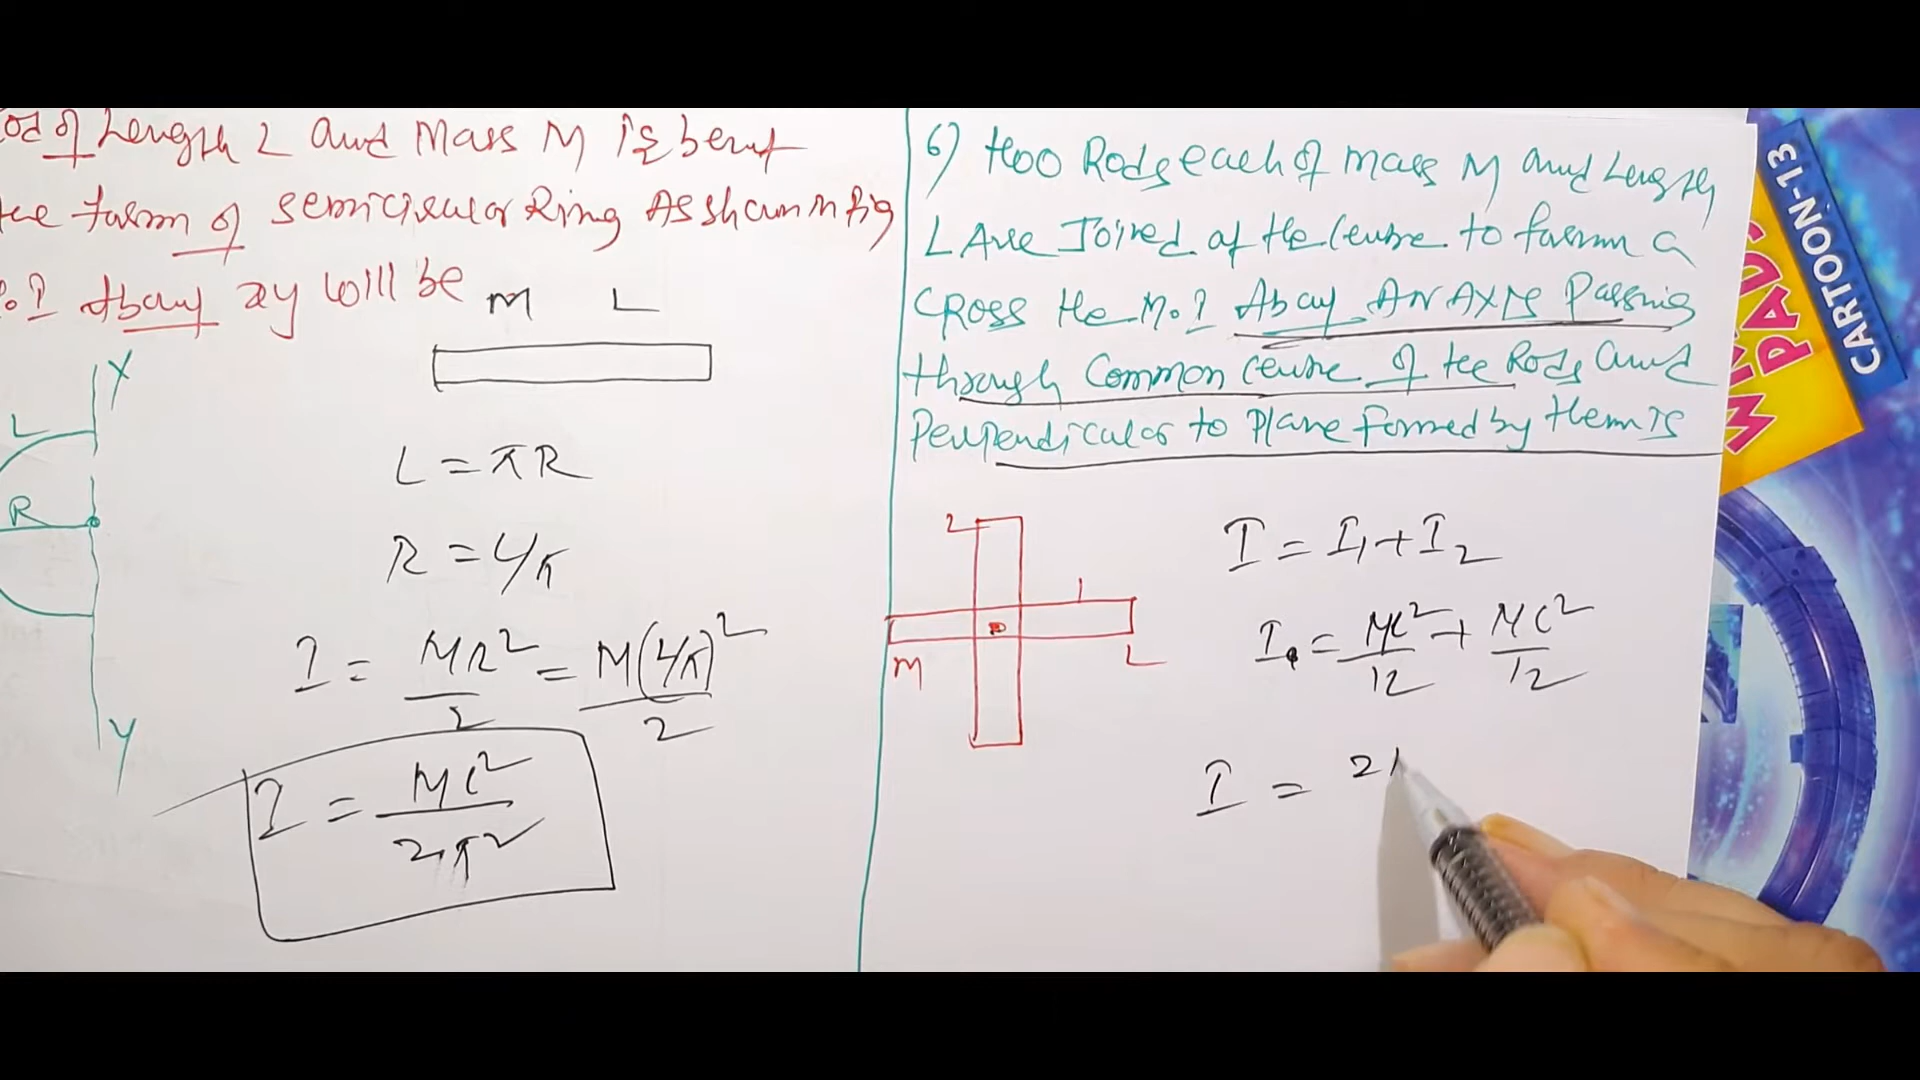 od of Length L and Mass M is bent
the form of semicircular Ring As shown in fig
o.I About xy will be
M L
X
L
L = πR
R
R = L/π
I = MR²/2 = M(L/π)²/2
Y
I = ML²/2π²
6) two Rods each of mass M and Length
L Are Joined at the Centre to form a
CROSS the M.I About AN AXIS Passing
through Common Centre of the Rods and
Perpendicular to Plane formed by them is
L
I = I₁ + I₂
M
L
I = ML²/12 + ML²/12
I = 2
PADS
CARTOON-13